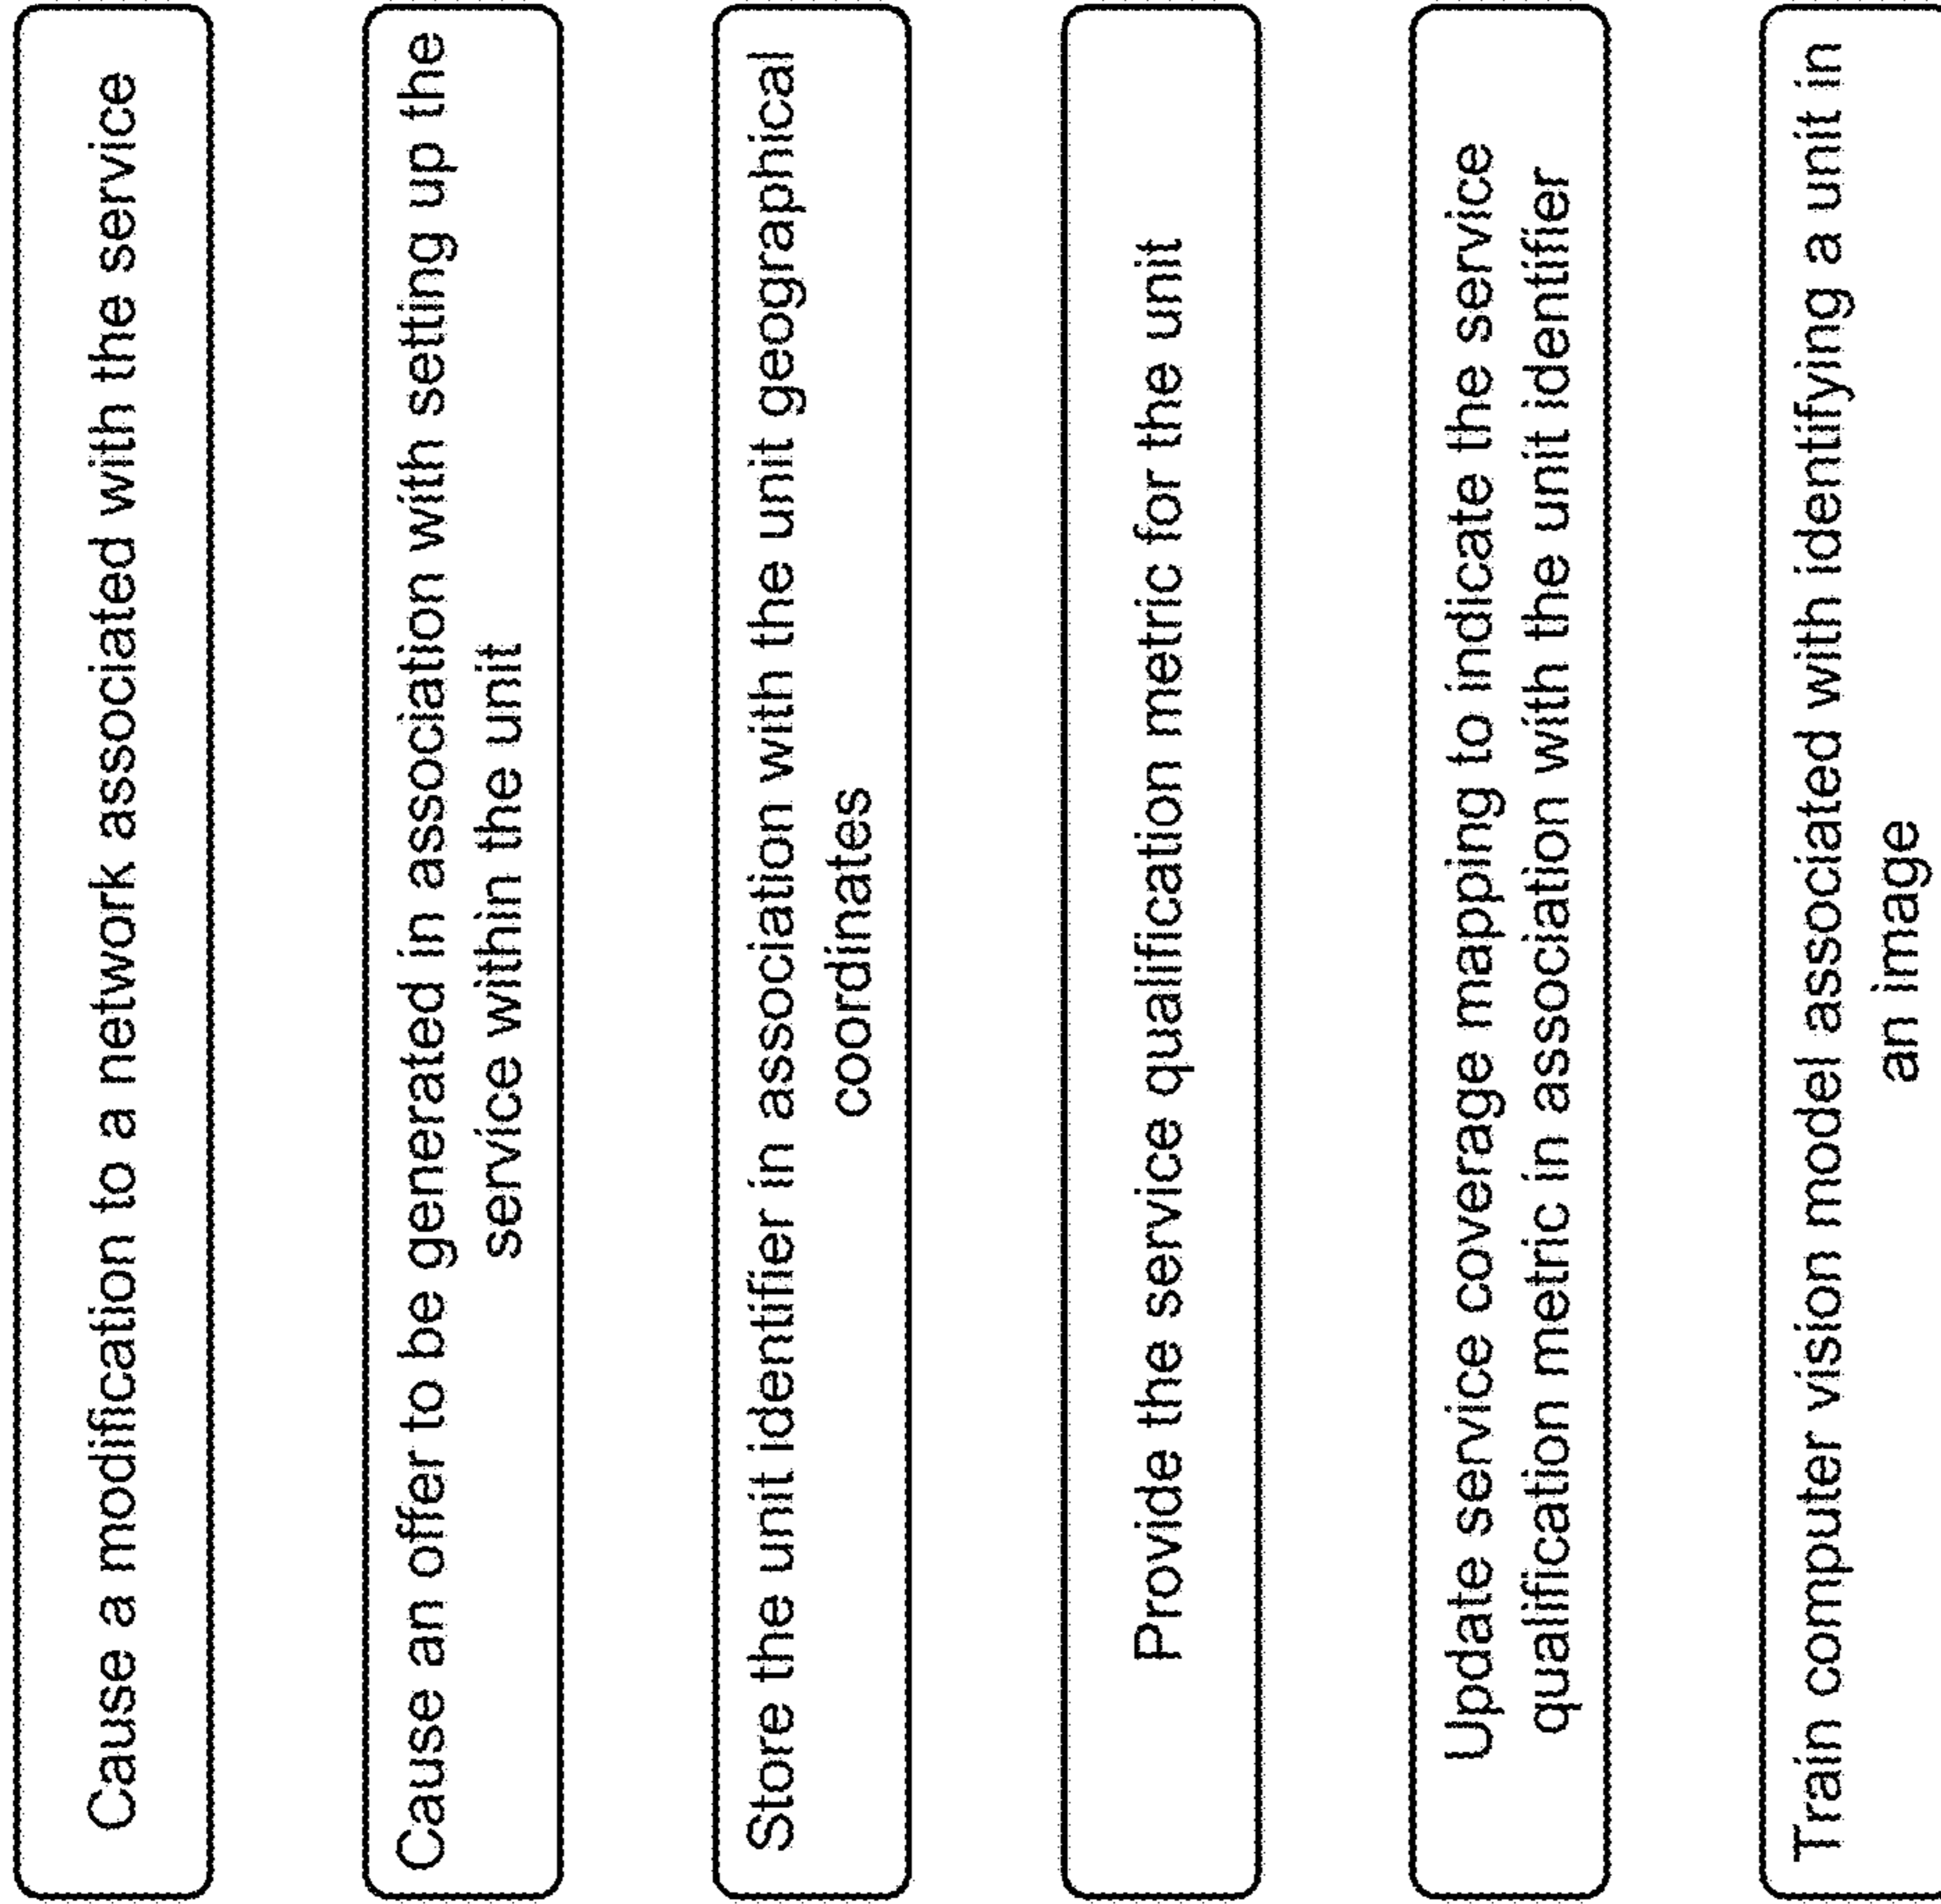 Cause a modification to a network associated with the service
Cause an offer to be generated in association with setting up the
service within the unit
Store the unit identifier in association with the unit geographical
coordinates
Provide the service qualification metric for the unit
Update service coverage mapping to indicate the service
qualification metric in association with the unit identifier
Train computer vision model associated with identifying a unit in
an image